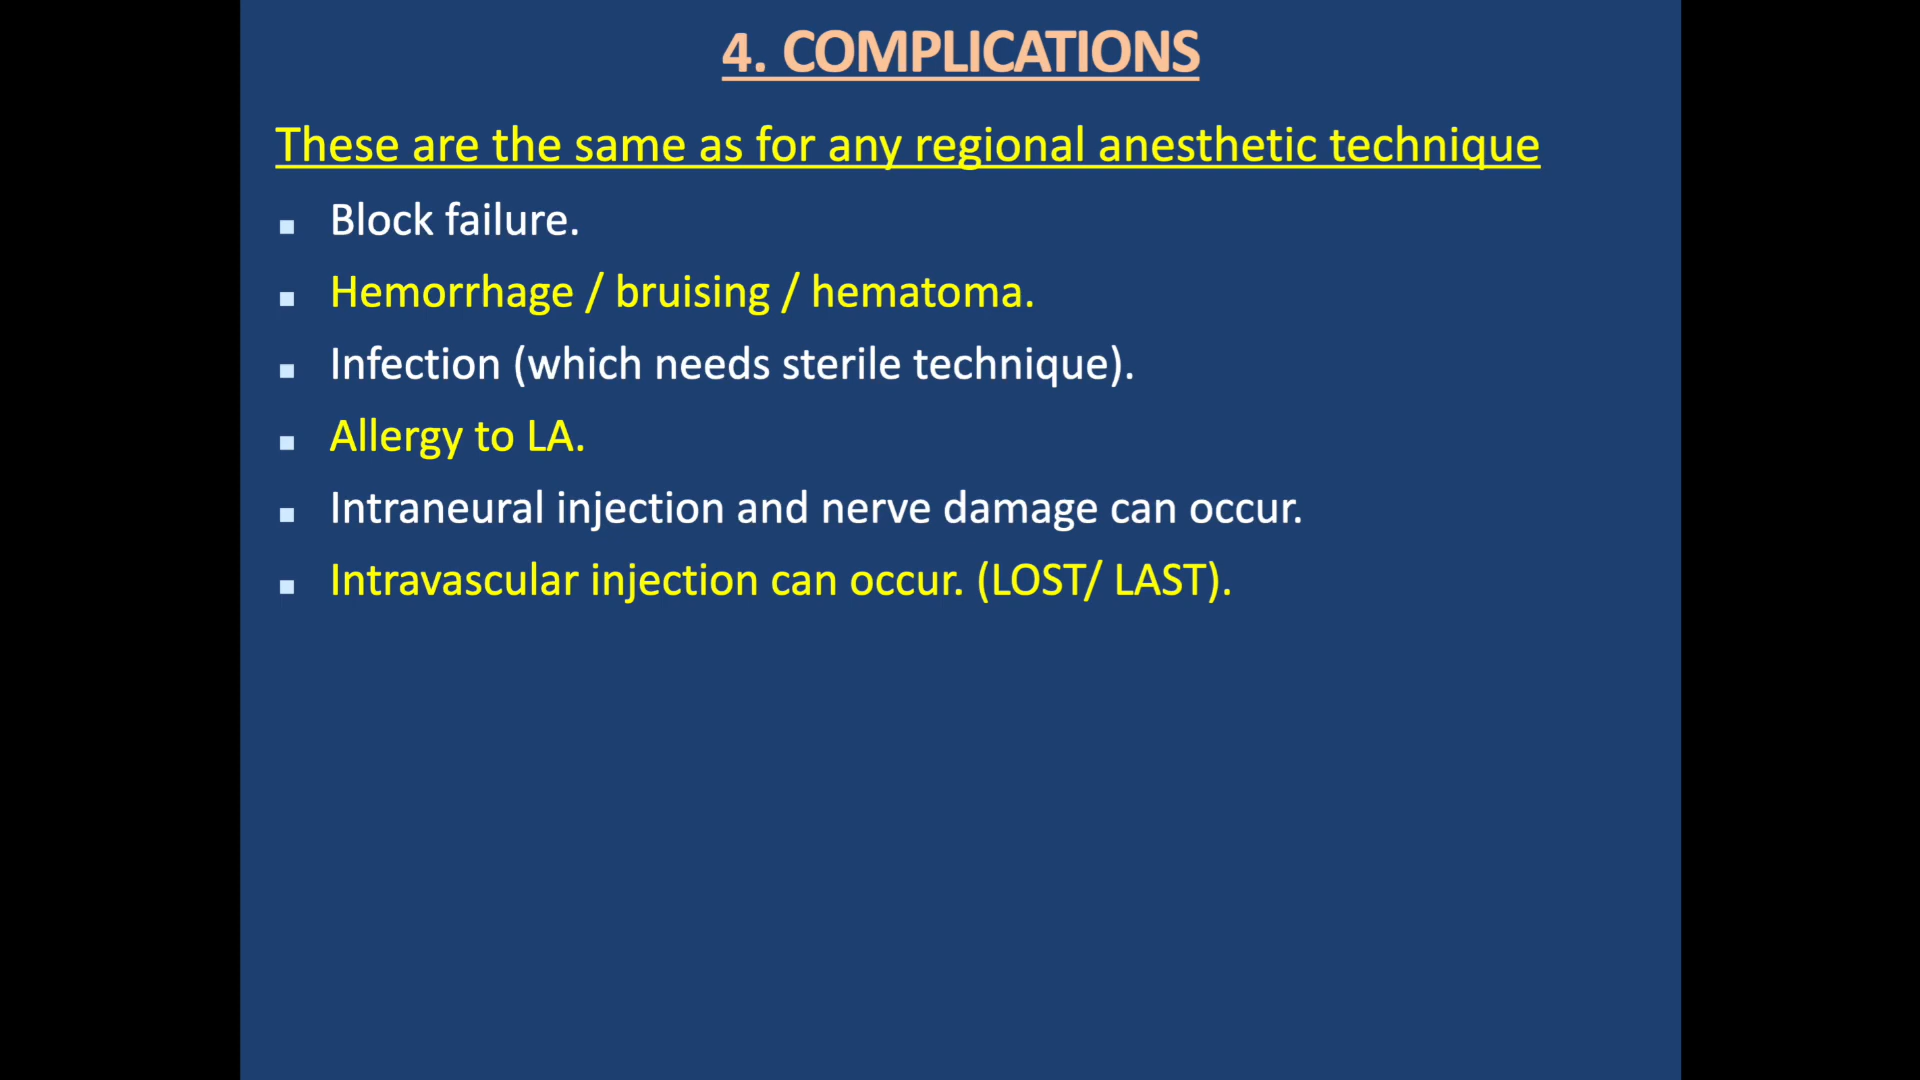 4. COMPLICATIONS
These are the same as for any regional anesthetic technique
▪ Block failure.
▪ Hemorrhage / bruising / hematoma.
▪ Infection (which needs sterile technique).
▪ Allergy to LA.
▪ Intraneural injection and nerve damage can occur.
▪ Intravascular injection can occur. (LOST/ LAST).